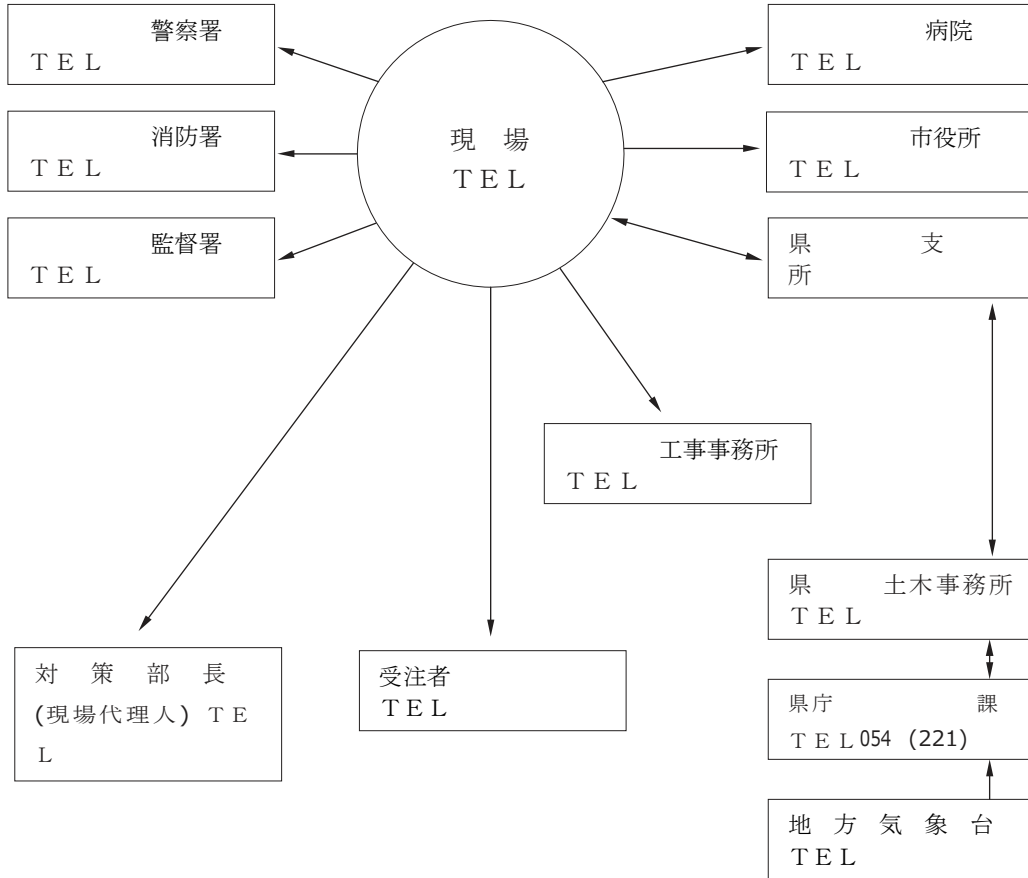 警察署
ＴＥＬ
消防署
ＴＥＬ
監督署
ＴＥＬ
現　場
ＴＥＬ
病院
ＴＥＬ
市役所
ＴＥＬ
県　　　　支
所
工事事務所
ＴＥＬ
県　　　土木事務所
ＴＥＬ
対　策　部　長
(現場代理人) ＴＥ
Ｌ
受注者
ＴＥＬ
県庁　　　　　課
ＴＥＬ054 (221)
地　方　気　象　台
ＴＥＬ